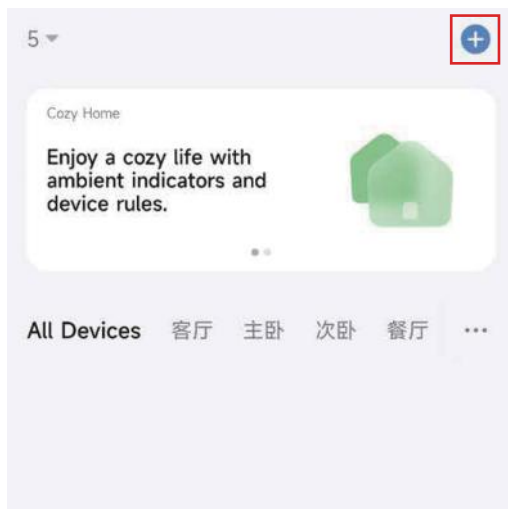 5
Cozy Home
Enjoy a cozy life with
ambient indicators and
device rules.
All Devices 客厅 主卧 次卧 餐厅 ...